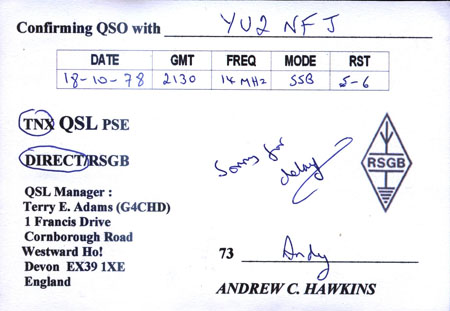 Confirming QSO with YU2 NFJ
DATE GMT FREQ MODE RST
18-10-78 2130 14 MHz SSB 5-6
TNX QSL PSE
DIRECT/RSGB
Sorry for
delay
RSGB
QSL Manager :
Terry E. Adams (G4CHD)
1 Francis Drive
Cornborough Road
Westward Ho!
Devon EX39 1XE
England
73 Andy
ANDREW C. HAWKINS